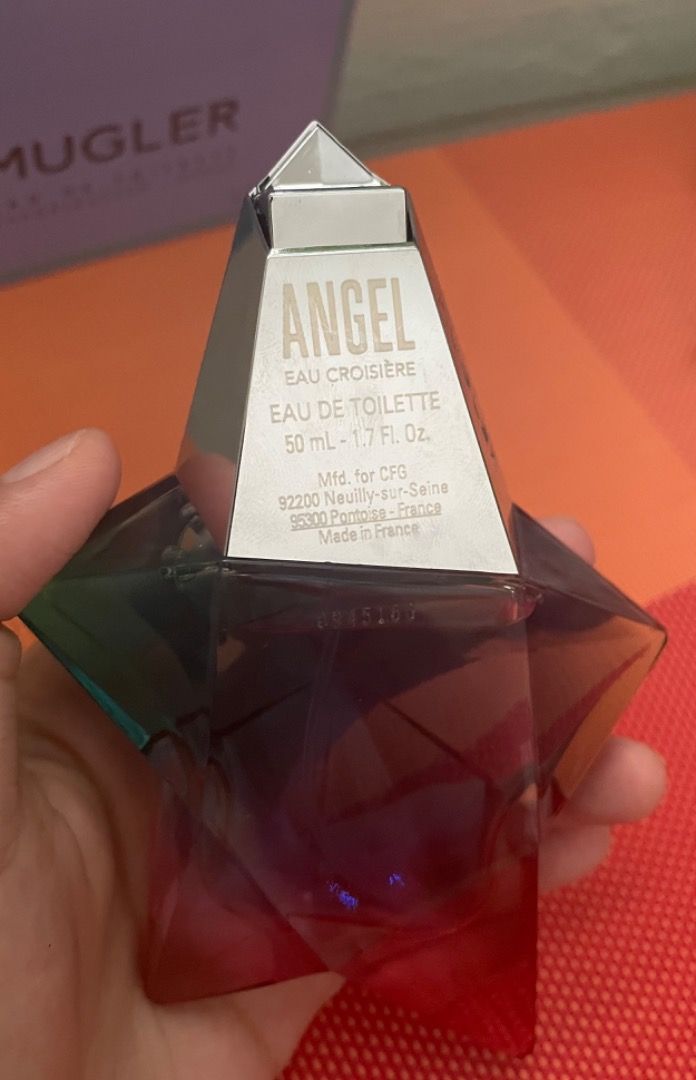 MUGLER
ANGEL
EAU CROISIÈRE
EAU DE TOILETTE
50 mL - 1.7 Fl. Oz.
Mfd. for CFG
92200 Neuilly-sur-Seine
95300 Pontoise - France
Made in France